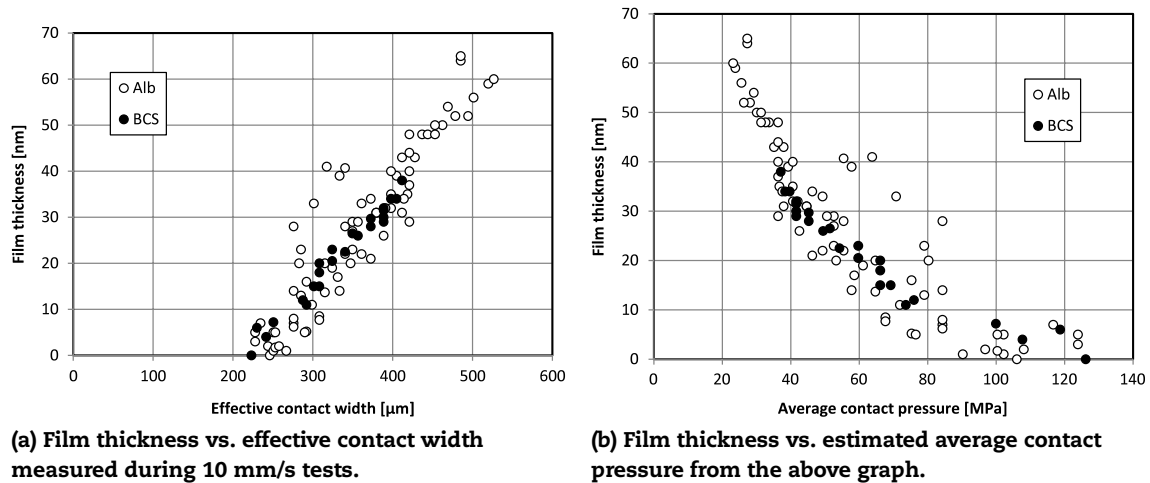 70
60
50
40
30
20
10
0
Film thickness [nm]
Alb
BCS
0 100 200 300 400 500 600
Effective contact width [µm]
(a) Film thickness vs. effective contact width
measured during 10 mm/s tests.
70
60
50
40
30
20
10
0
Film thickness [nm]
Alb
BCS
0 20 40 60 80 100 120 140
Average contact pressure [MPa]
(b) Film thickness vs. estimated average contact
pressure from the above graph.